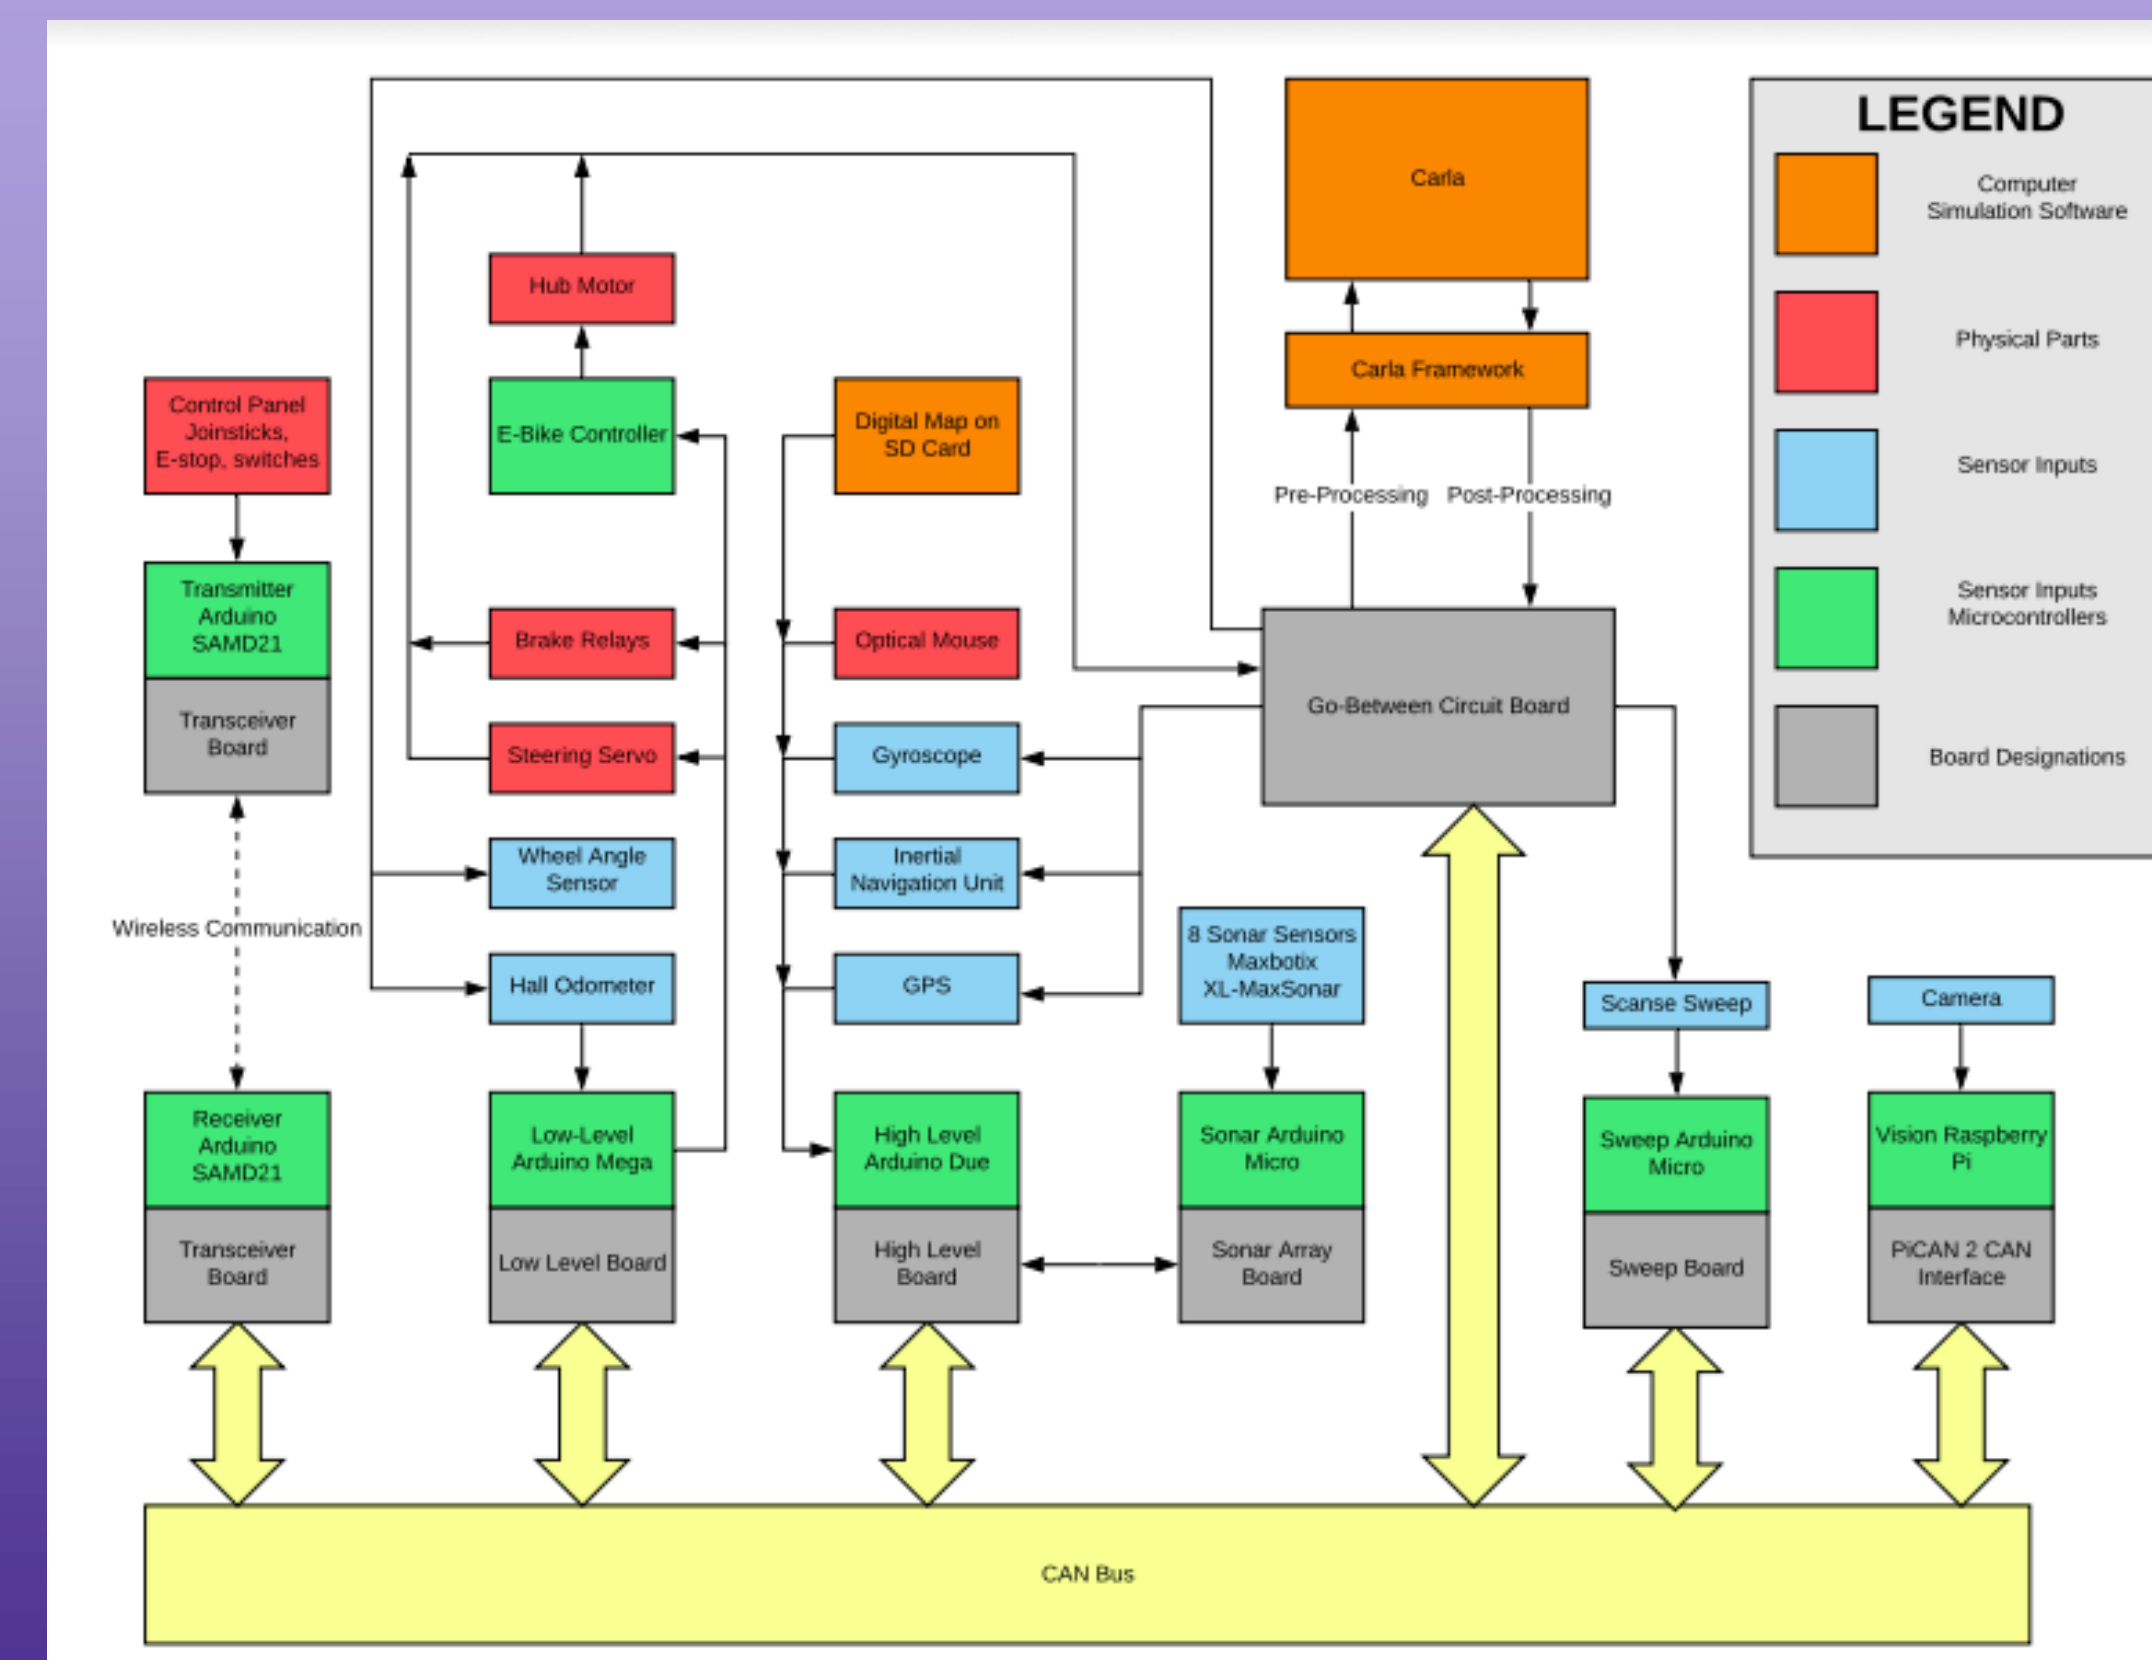 LEGEND
Carla
Computer
Simulation Software
Hub Motor
Physical Parts
Carla Framework
Control Panel
Joinsticks,
E-stop, switches
E-Bike Controller
Digital Map on
SD Card
Sensor Inputs
Pre-Processing
Post-Processing
Transmitter
Arduino
SAMD21
Sensor Inputs
Microcontrollers
Brake Relays
Optical Mouse
Transceiver
Board
Go-Between Circuit Board
Steering Servo
Gyroscope
Board Designations
Wheel Angle
Sensor
Inertial
Navigation Unit
Wireless Communication
8 Sonar Sensors
Maxbotix
XL-MaxSonar
Hall Odometer
GPS
Scanse Sweep
Camera
Receiver
Arduino
SAMD21
Low-Level
Arduino Mega
High Level
Arduino Due
Sonar Arduino
Micro
Sweep Arduino
Micro
Vision Raspberry
Pi
Transceiver
Board
Low Level Board
High Level
Board
Sonar Array
Board
Sweep Board
PiCAN 2 CAN
Interface
CAN Bus